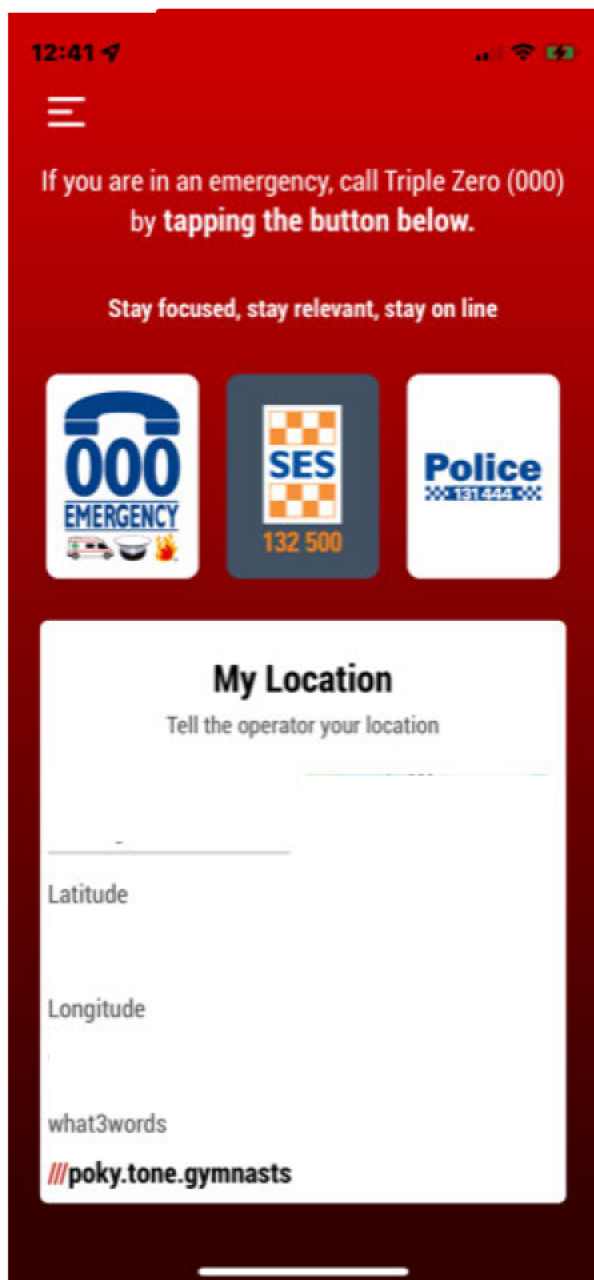 12:41
If you are in an emergency, call Triple Zero (000)
by tapping the button below.
Stay focused, stay relevant, stay on line
000
EMERGENCY
SES
132 500
Police
131 444
My Location
Tell the operator your location
Latitude
Longitude
what3words
///poky.tone.gymnasts